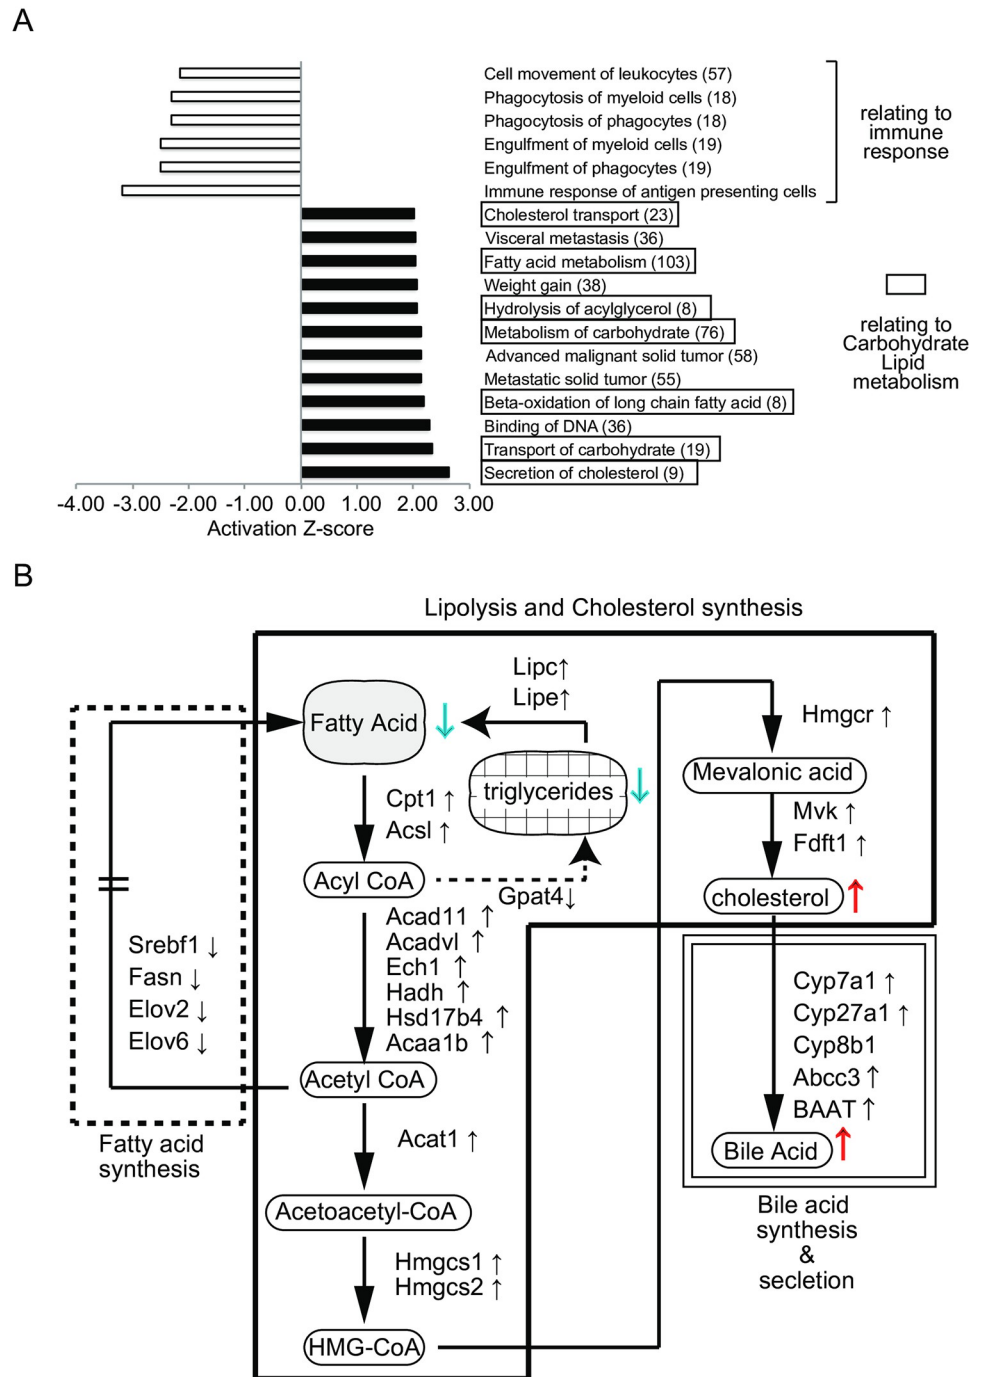 A
Cell movement of leukocytes (57)
Phagocytosis of myeloid cells (18)
Phagocytosis of phagocytes (18)
Engulfment of myeloid cells (19)
Engulfment of phagocytes (19)
Immune response of antigen presenting cells
Cholesterol transport (23)
Visceral metastasis (36)
Fatty acid metabolism (103)
Weight gain (38)
Hydrolysis of acylglycerol (8)
Metabolism of carbohydrate (76)
Advanced malignant solid tumor (58)
Metastatic solid tumor (55)
Beta-oxidation of long chain fatty acid (8)
Binding of DNA (36)
Transport of carbohydrate (19)
Secretion of cholesterol (9)
relating to
immune
response
relating to
Carbohydrate
Lipid
metabolism
-4.00 -3.00 -2.00 -1.00 0.00 1.00 2.00 3.00
Activation Z-score
B
Lipolysis and Cholesterol synthesis
Lipc↑
Lipe↑
Fatty Acid ↓
triglycerides ↓
Cpt1 ↑
Acsl ↑
Acyl CoA
Gpat4↓
Acad11 ↑
Acadvl ↑
Ech1 ↑
Hadh ↑
Hsd17b4 ↑
Acaa1b ↑
Acetyl CoA
Srebf1 ↓
Fasn ↓
Elov2 ↓
Elov6 ↓
Fatty acid
synthesis
Acat1 ↑
Acetoacetyl-CoA
Hmgcs1 ↑
Hmgcs2 ↑
HMG-CoA
Hmgcr ↑
Mevalonic acid
Mvk ↑
Fdft1 ↑
cholesterol ↑
Cyp7a1 ↑
Cyp27a1 ↑
Cyp8b1
Abcc3 ↑
BAAT ↑
Bile Acid ↑
Bile acid
synthesis
&
secletion